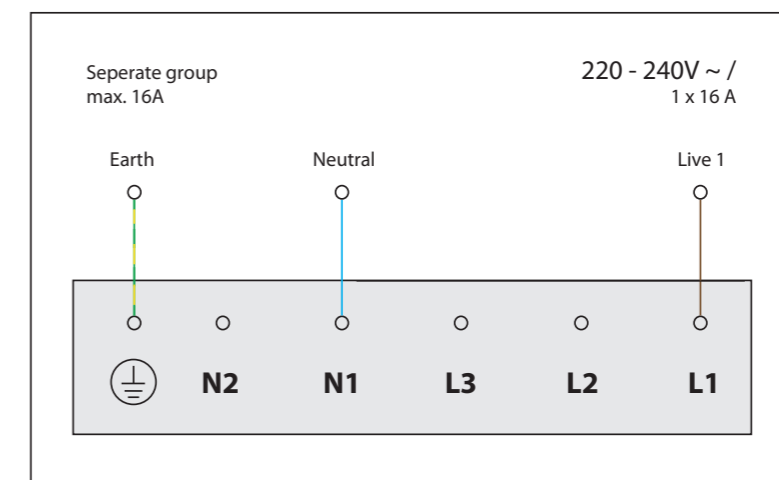 Seperate group
max. 16A
220 - 240V ~ /
1 x 16 A
Earth
Neutral
Live 1
N2
N1
L3
L2
L1